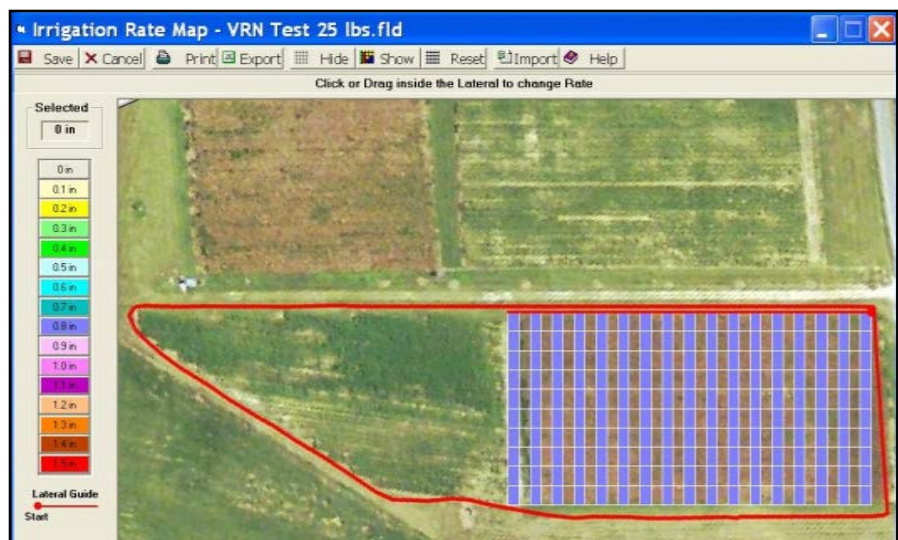 Irrigation Rate Map - VRN Test 25 lbs.fld
Save Cancel Print Export Hide Show Reset Import Help
Click or Drag inside the Lateral to change Rate
Selected
0 in
0 in
0.1 in
0.2 in
0.3 in
0.4 in
0.5 in
0.6 in
0.7 in
0.8 in
0.9 in
1.0 in
1.1 in
1.2 in
1.3 in
1.4 in
1.5 in
Lateral Guide
Start